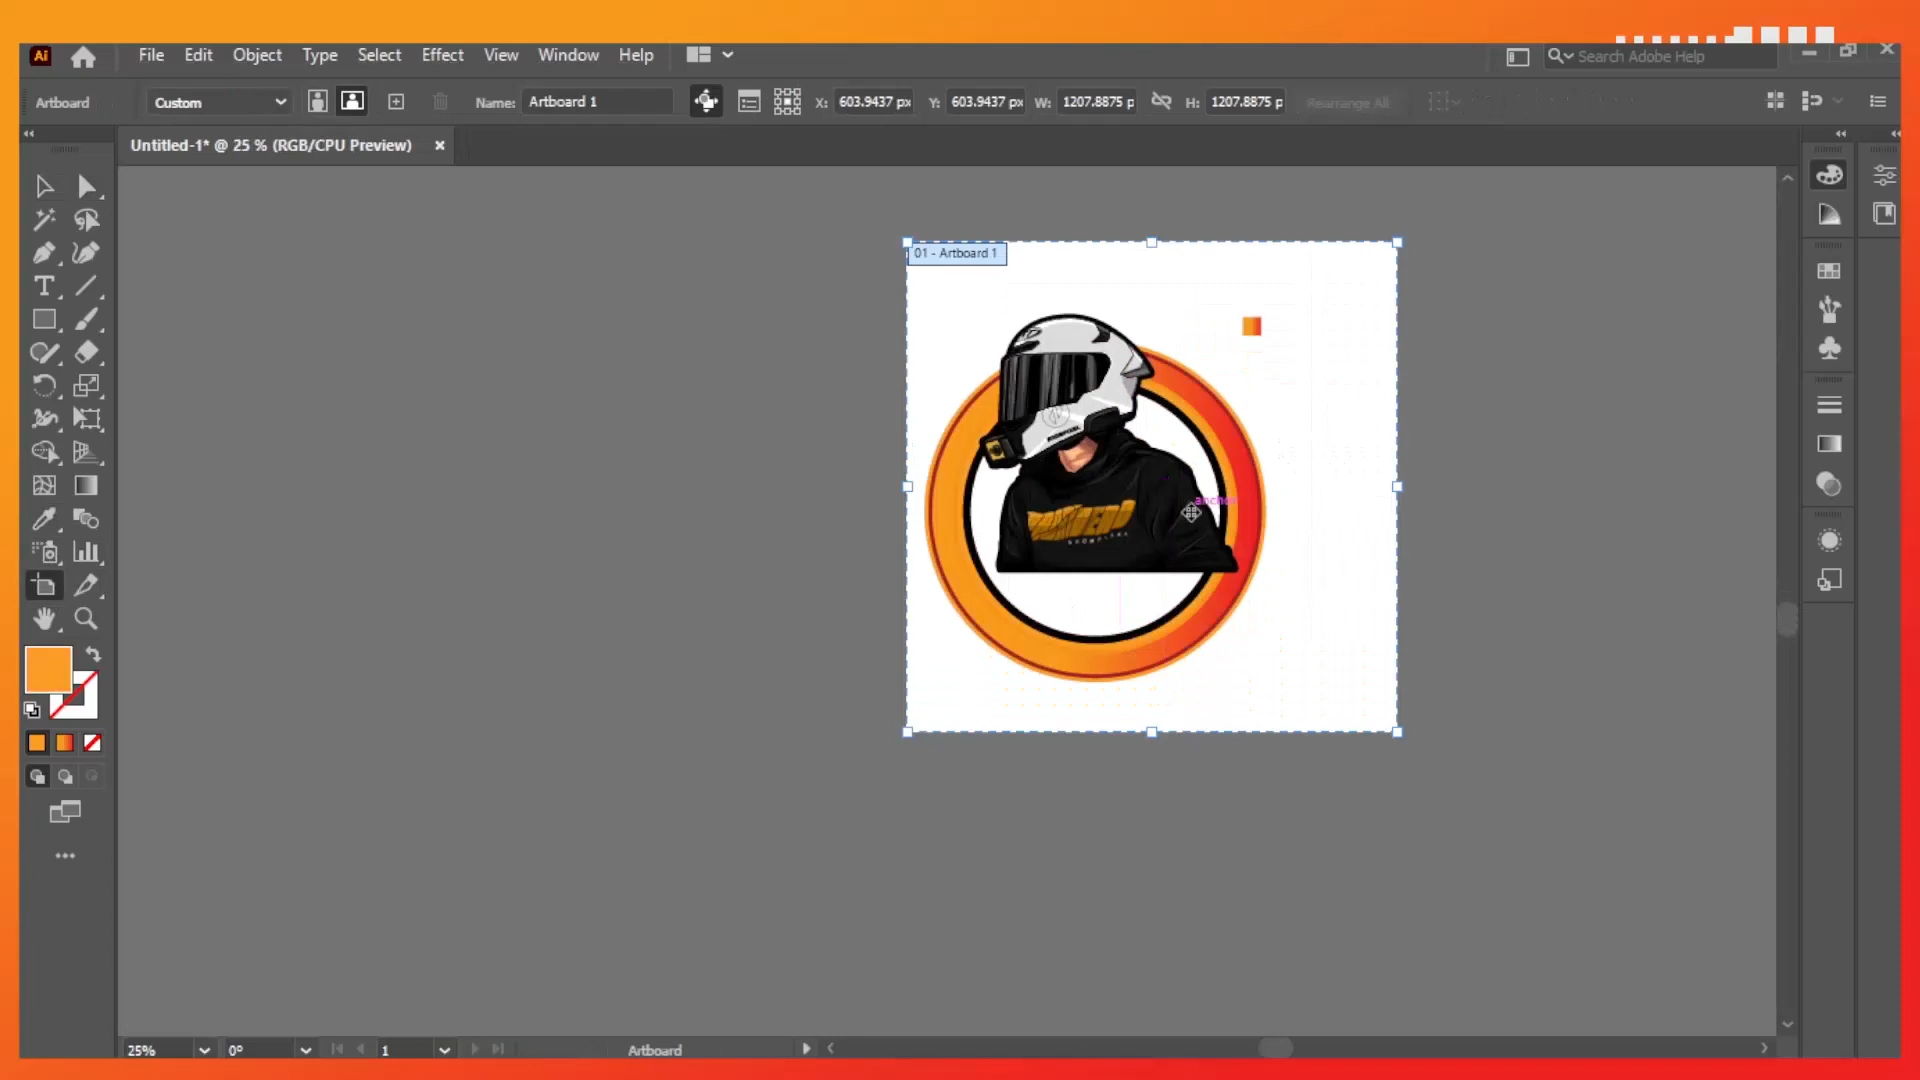 Ai File Edit Object Type Select Effect View Window Help Search Adobe Help
Artboard Custom Name: Artboard 1 X: 603.9437 px Y: 603.9437 px W: 1207.8875 p H: 1207.8875 p Rearrange All
Untitled-1* @ 25 % (RGB/CPU Preview)
01 - Artboard 1
25% 0° 1 Artboard